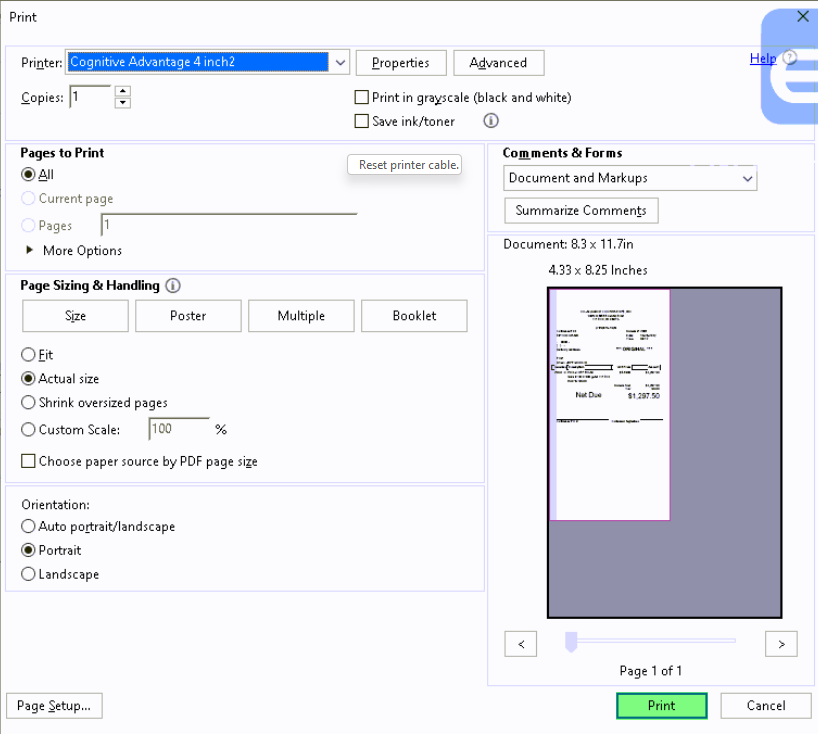 Print
Printer: Cognitive Advantage 4 inch2 Properties Advanced Help
Copies: 1
Print in grayscale (black and white)
Save ink/toner
Pages to Print
Reset printer cable.
All
Current page
Pages 1
More Options
Comments & Forms
Document and Markups
Summarize Comments
Page Sizing & Handling
Size Poster Multiple Booklet
Fit
Actual size
Shrink oversized pages
Custom Scale: 100 %
Choose paper source by PDF page size
Orientation:
Auto portrait/landscape
Portrait
Landscape
Document: 8.3 x 11.7in
4.33 x 8.25 Inches
ORIGINAL
Net Due $1,297.50
< >
Page 1 of 1
Page Setup... Print Cancel